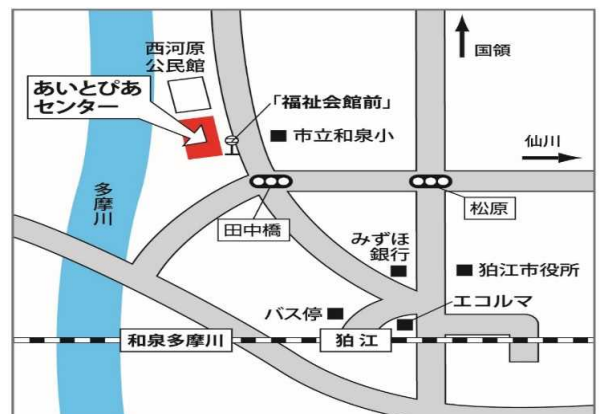 西河原
公民館
国領
あいとぴあ
センター
「福祉会館前」
市立和泉小
仙川
多摩川
田中橋
松原
みずほ
銀行
狛江市役所
エコルマ
バス停
和泉多摩川
狛江